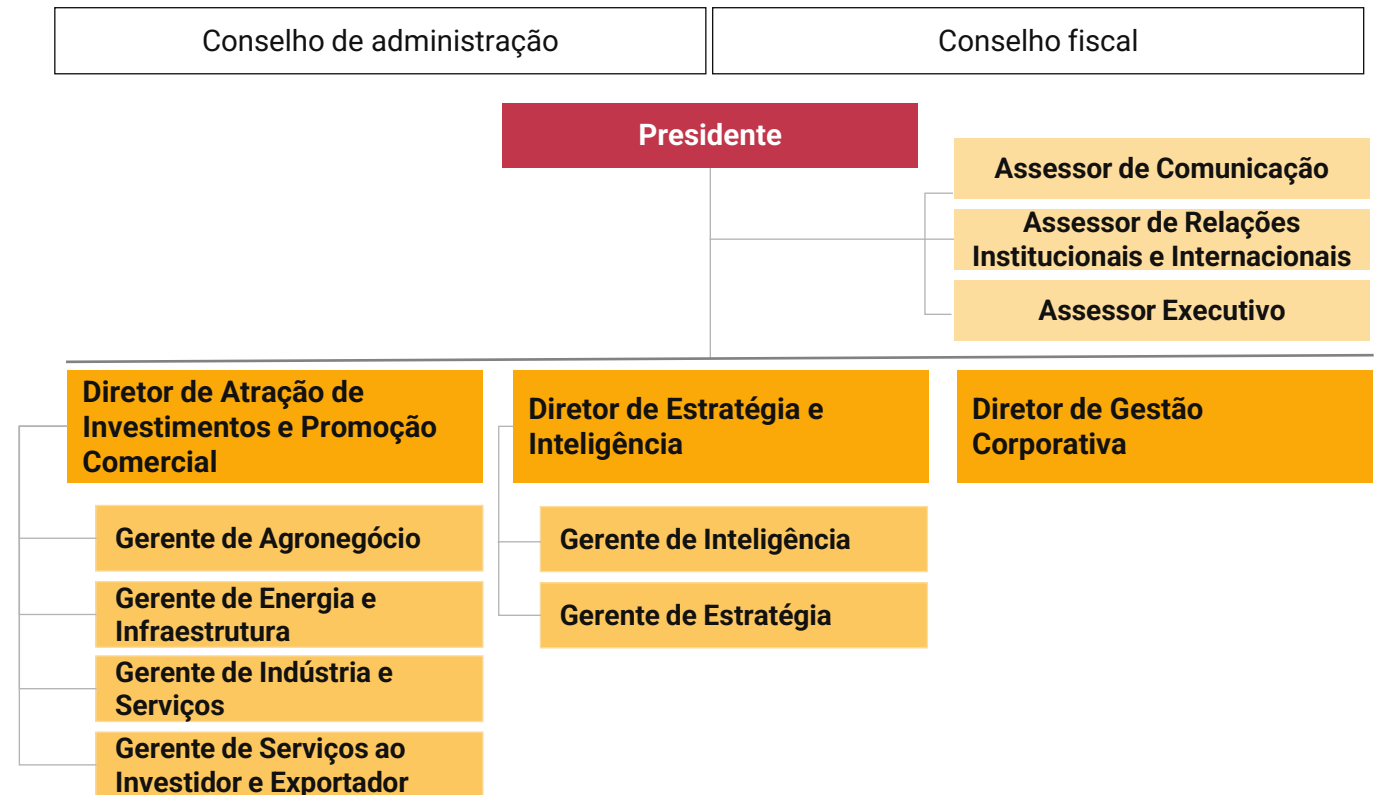 Conselho de administração
Conselho fiscal
Presidente
Assessor de Comunicação
Assessor de Relações
Institucionais e Internacionais
Assessor Executivo
Diretor de Atração de
Investimentos e Promoção
Comercial
Gerente de Agronegócio
Gerente de Energia e
Infraestrutura
Gerente de Indústria e
Serviços
Gerente de Serviços ao
Investidor e Exportador
Diretor de Estratégia e
Inteligência
Gerente de Inteligência
Gerente de Estratégia
Diretor de Gestão
Corporativa